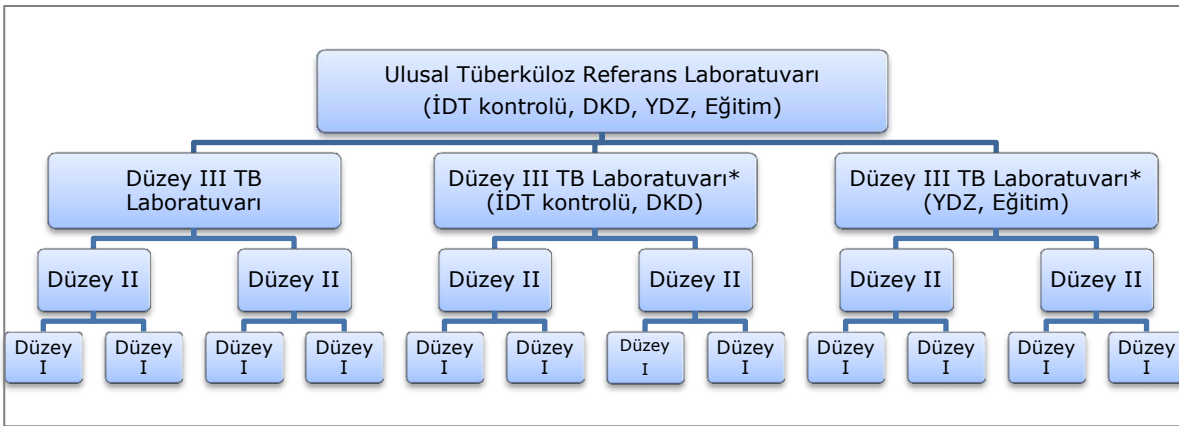 Ulusal Tüberküloz Referans Laboratuvarı
(İDT kontrolü, DKD, YDZ, Eğitim)
Düzey III TB
Laboratuvarı
Düzey III TB Laboratuvarı*
(İDT kontrolü, DKD)
Düzey III TB Laboratuvarı*
(YDZ, Eğitim)
Düzey II
Düzey II
Düzey II
Düzey II
Düzey II
Düzey II
Düzey
I
Düzey
I
Düzey
I
Düzey
I
Düzey
I
Düzey
I
Düzey
I
Düzey
I
Düzey
I
Düzey
I
Düzey
I
Düzey
I